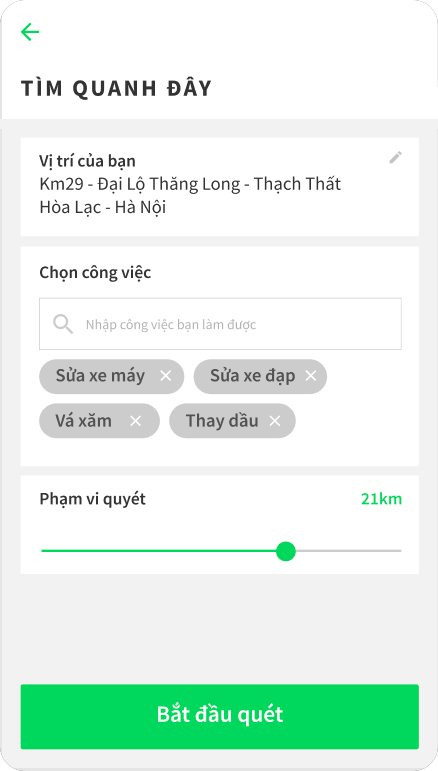 TÌM QUANH ĐÂY
Vị trí của bạn
Km29 - Đại Lộ Thăng Long - Thạch Thất
Hòa Lạc - Hà Nội
Chọn công việc
Nhập công việc bạn làm được
Sửa xe máy
Sửa xe đạp
Vá xăm
Thay dầu
Phạm vi quyét
21km
Bắt đầu quét